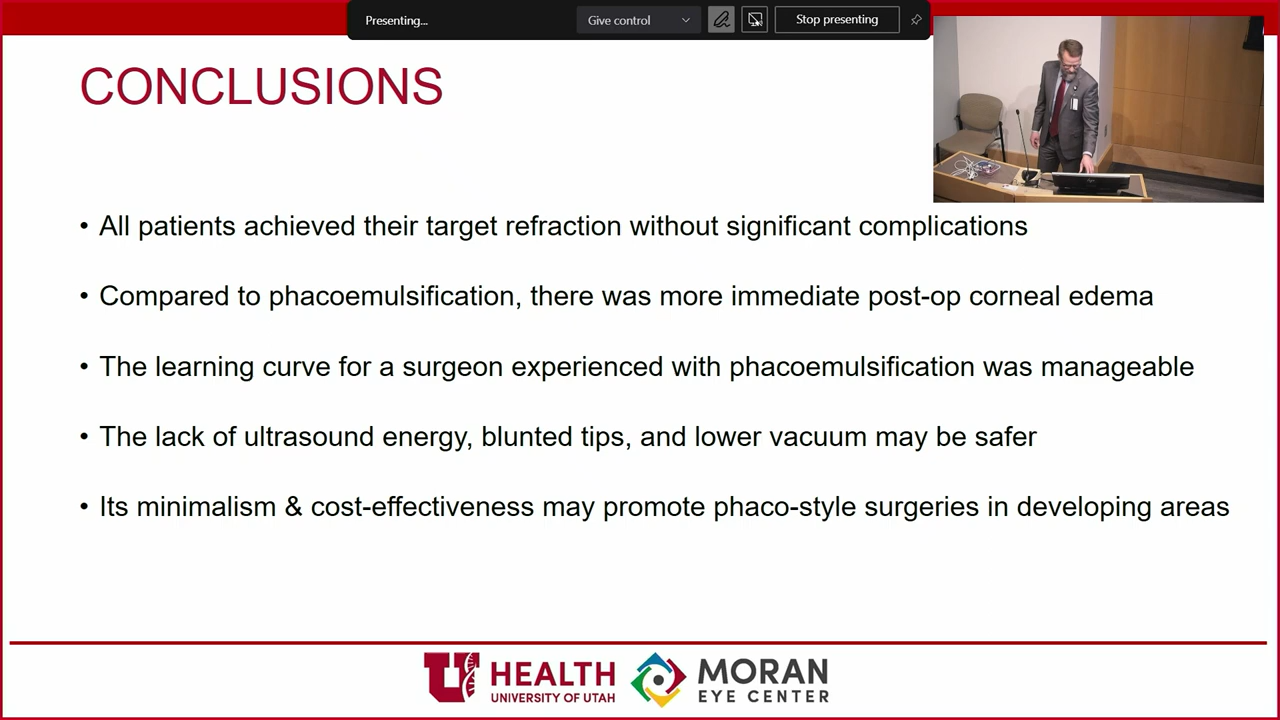 Presenting...
Give control
Stop presenting
CONCLUSIONS
• All patients achieved their target refraction without significant complications
• Compared to phacoemulsification, there was more immediate post-op corneal edema
• The learning curve for a surgeon experienced with phacoemulsification was manageable
• The lack of ultrasound energy, blunted tips, and lower vacuum may be safer
• Its minimalism & cost-effectiveness may promote phaco-style surgeries in developing areas
U HEALTH
UNIVERSITY OF UTAH
MORAN
EYE CENTER